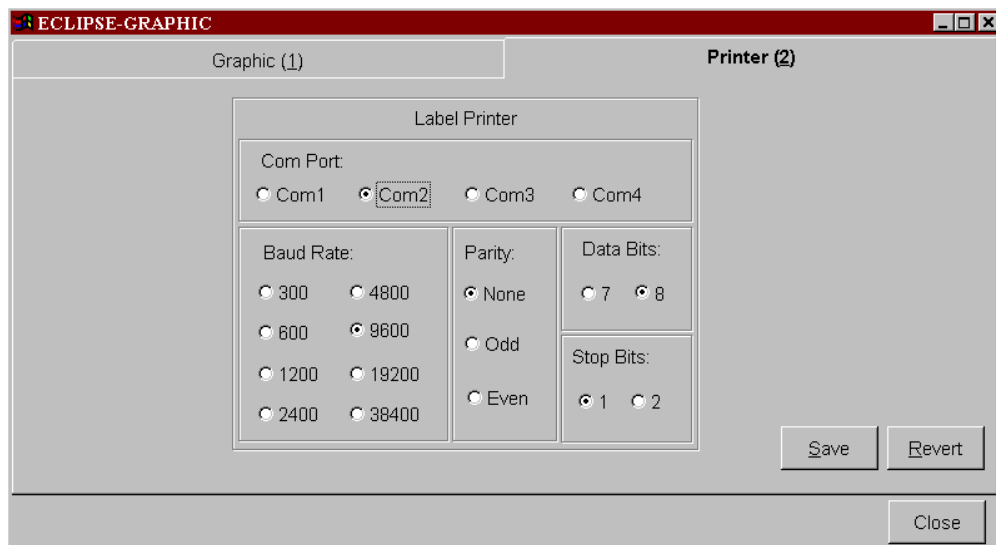 ECLIPSE-GRAPHIC
Graphic (1)
Printer (2)
Label Printer
Com Port:
Com1 Com2 Com3 Com4
Baud Rate:
300 4800
600 9600
1200 19200
2400 38400
Parity:
None
Odd
Even
Data Bits:
7 8
Stop Bits:
1 2
Save Revert
Close